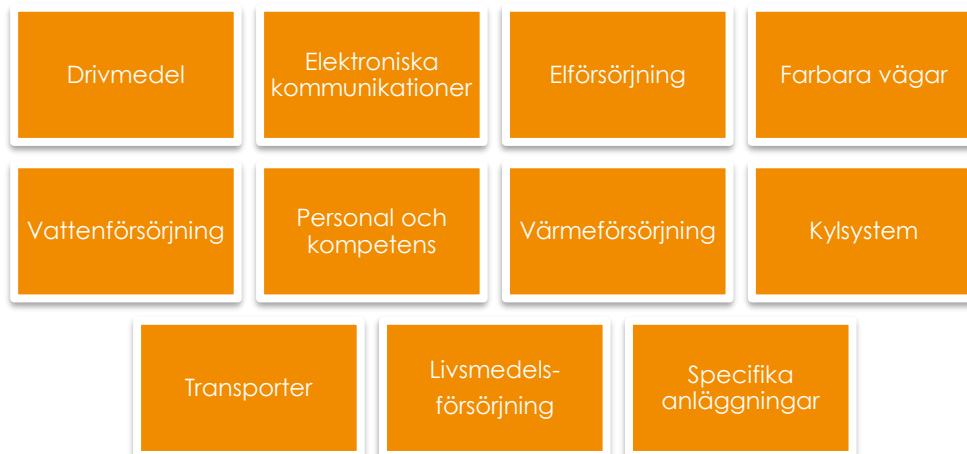 Drivmedel
Elektroniska
kommunikationer
Elförsörjning
Farbara vägar
Vattenförsörjning
Personal och
kompetens
Värmeförsörjning
Kylsystem
Transporter
Livsmedels-
försörjning
Specifika
anläggningar